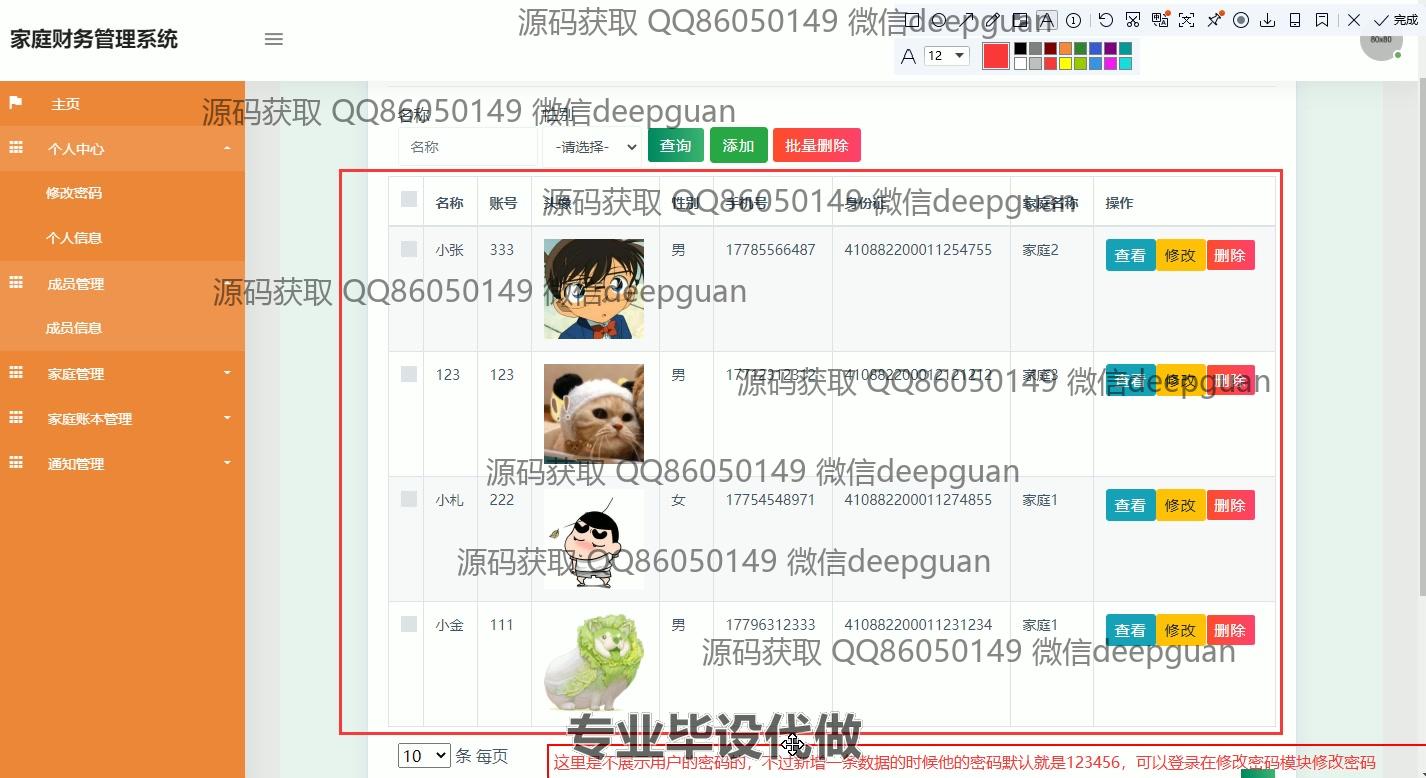 源码获取 QQ86050149 微信deepguan
12
完成
家庭财务管理系统
80x80
主页
源码获取 QQ86050149 微信deepguan
名称
性别
个人中心
名称
-请选择-
查询
添加
批量删除
修改密码
源码获取 QQ86050149 微信deepguan
名称 账号 头像 性别 手机号 身份证 家庭名称 操作
个人信息
小张 333 男 17785566487 410882200011254755 家庭2 查看 修改 删除
成员管理
源码获取 QQ86050149 微信deepguan
成员信息
家庭管理
123 123 男 410882200012121212 家庭3 查看 修改 删除
源码获取 QQ86050149 微信deepguan
家庭账本管理
通知管理
源码获取 QQ86050149 微信deepguan
小札 222 女 17754548971 410882200011274855 家庭1 查看 修改 删除
源码获取 QQ86050149 微信deepguan
小金 111 男 17796312333 410882200011231234 家庭1 查看 修改 删除
源码获取 QQ86050149 微信deepguan
专业毕设代做
10 条 每页
这里是不展示用户的密码的，不过新增一条数据的时候他的密码默认就是123456，可以登录在修改密码模块修改密码